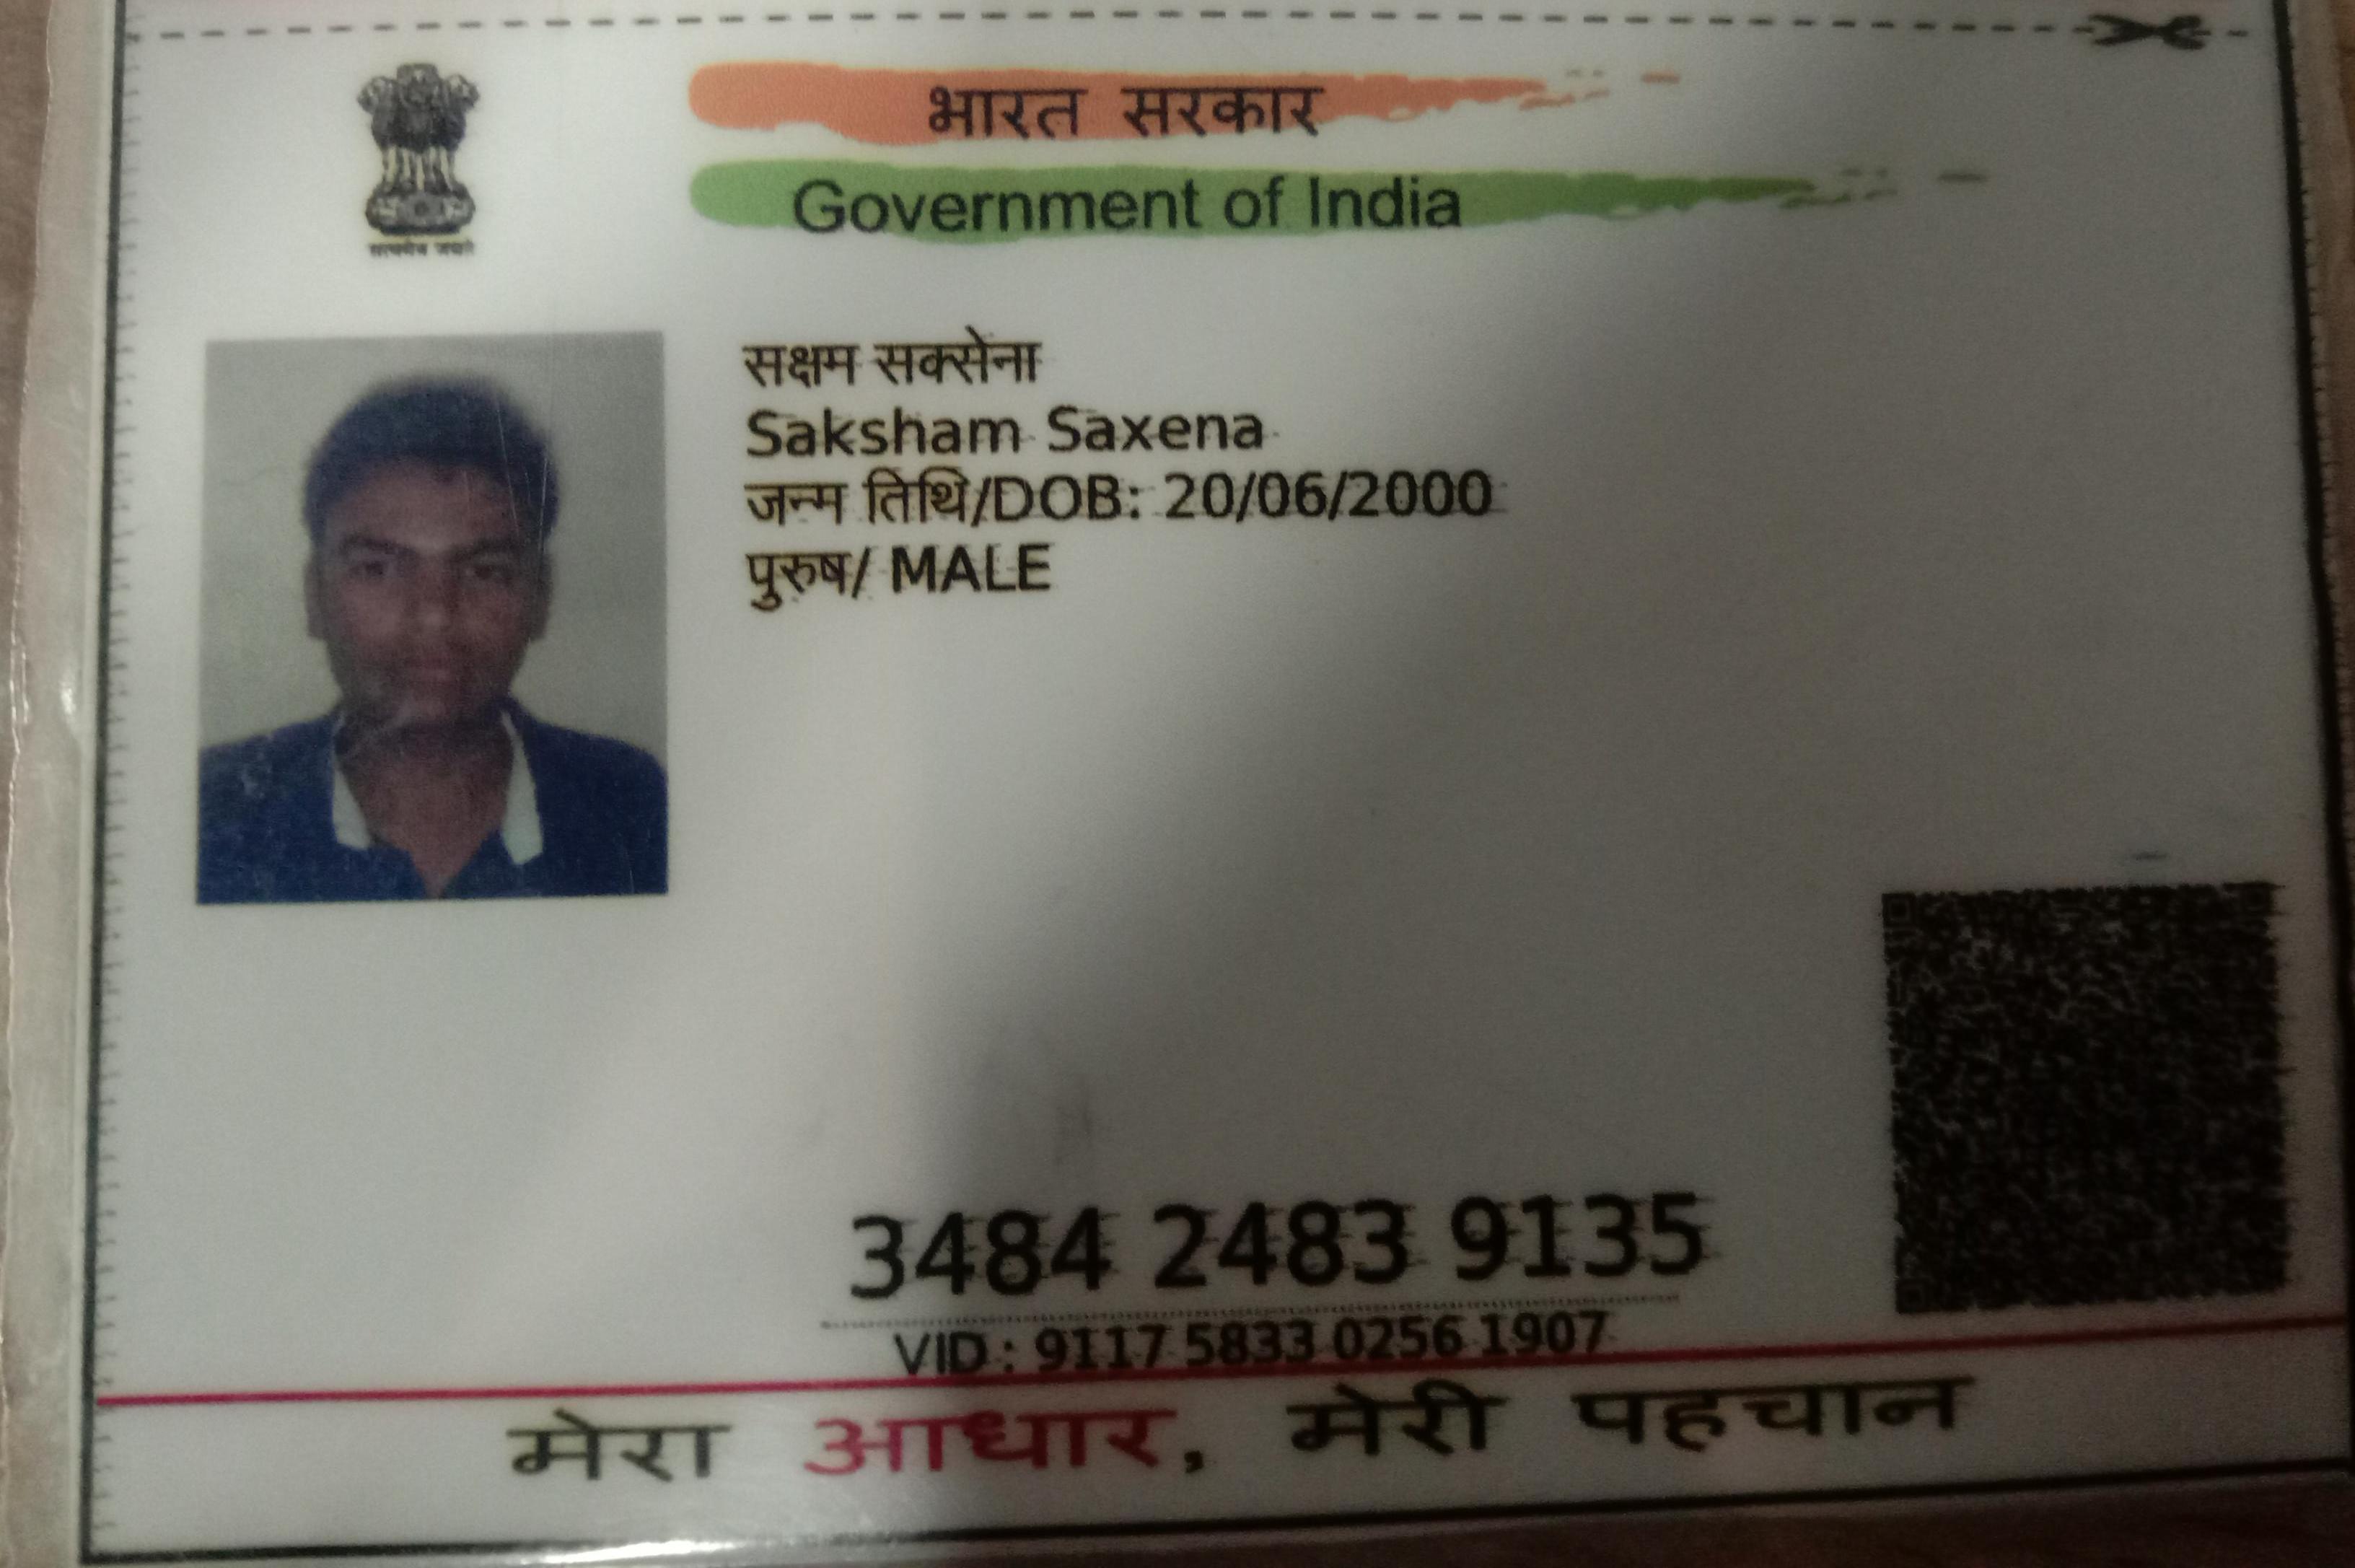 भारत सरकार
Government of India
सत्यमेव जयते
सक्षम सक्सेना
Saksham Saxena
जन्म तिथि/DOB: 20/06/2000
पुरुष/ MALE
3484 2483 9135
VID : 9117 5833 0256 1907
मेरा आधार, मेरी पहचान